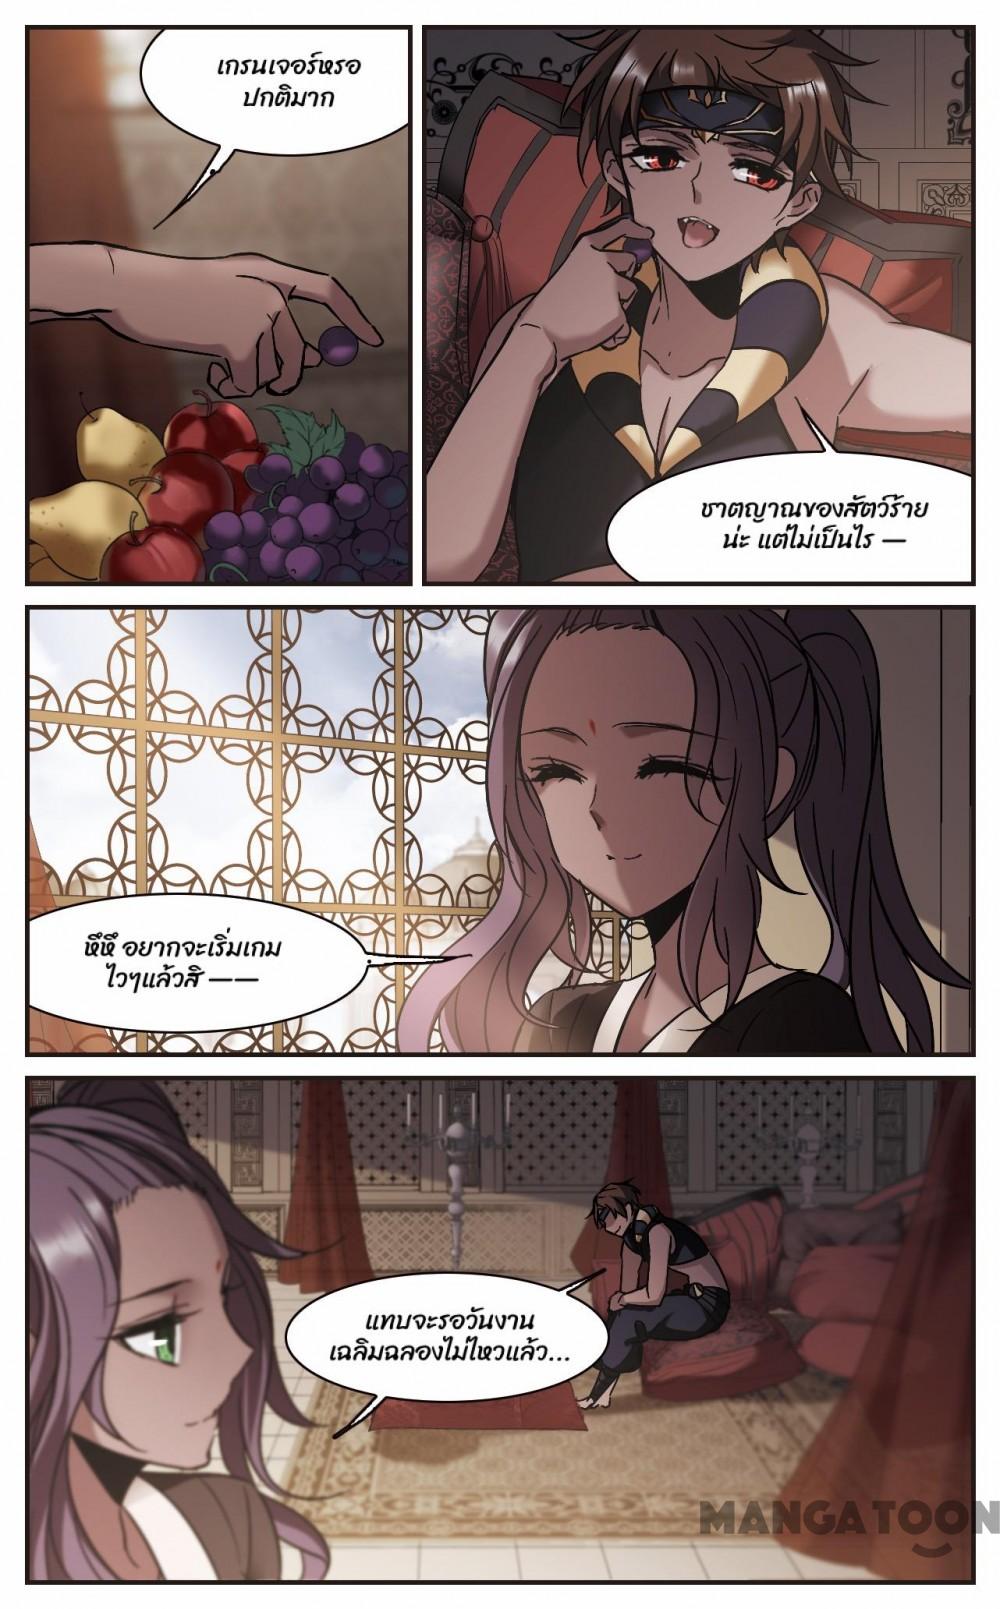 เกรนเจอร์หรอ
ปกติมาก
ชาตญาณของสัตว์ร้าย
น่ะ แต่ไม่เป็นไร —
หึหึ อยากจะเริ่มเกม
ไวๆแล้วสิ ——
แทบจะรอวันงาน
เฉลิมฉลองไม่ไหวแล้ว...
MANGATOON